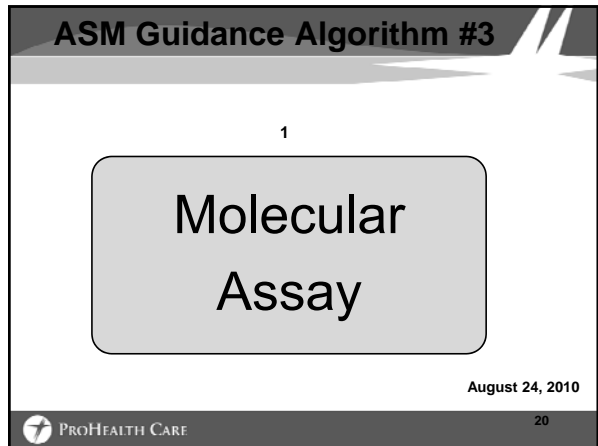 ASM Guidance Algorithm #3
1
Molecular
Assay
August 24, 2010
PROHEALTH CARE
20